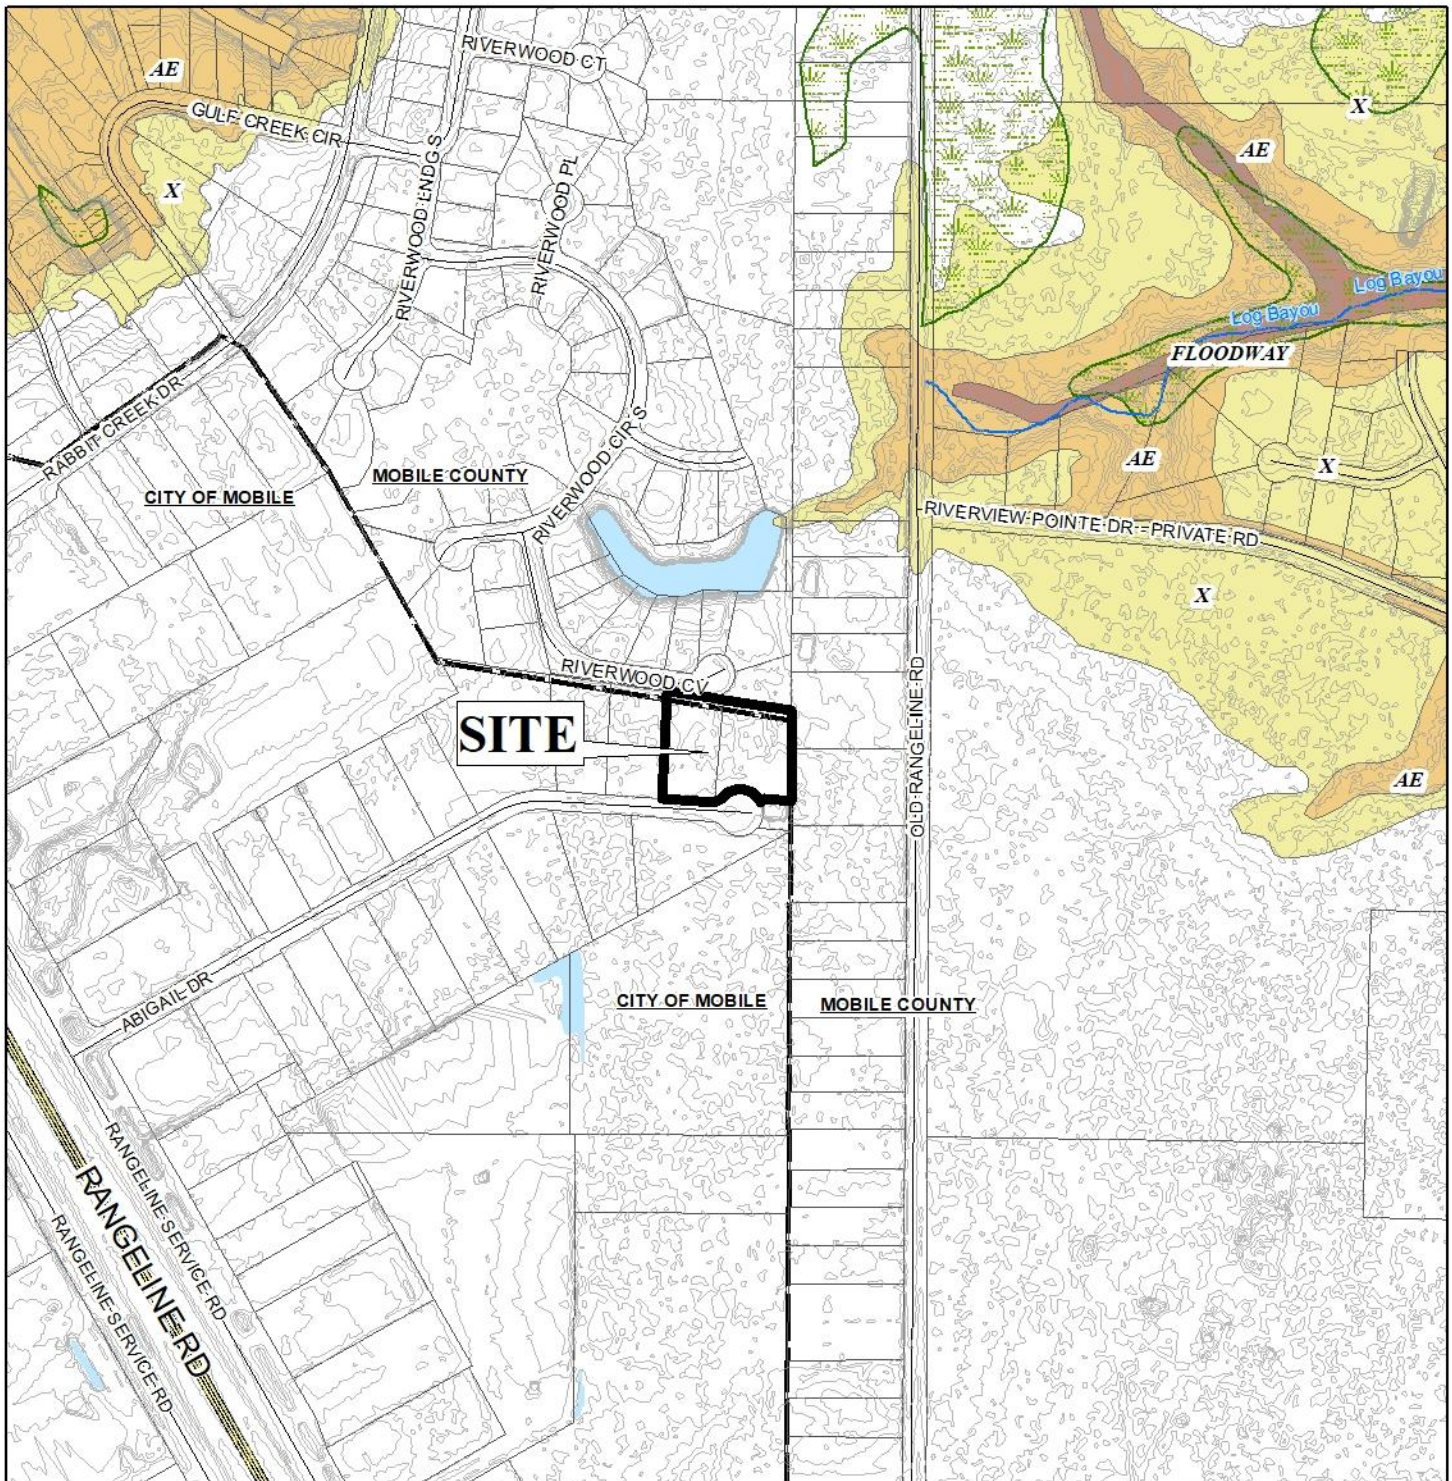 RIVERWOOD CT
AE
GULF CREEK CIR
X
AE
X
RIVERWOOD LNDG S
RIVERWOOD PL
Log Bayou
Log Bayou
FLOODWAY
RABBIT CREEK DR
RIVERWOOD CIR S
AE
X
MOBILE COUNTY
CITY OF MOBILE
RIVERVIEW POINTE DR - PRIVATE RD
X
RIVERWOOD CV
SITE
OLD RANGELINE RD
AE
ABIGAIL DR
CITY OF MOBILE
MOBILE COUNTY
RANGELINE SERVICE RD
RANGELINE RD
RANGELINE SERVICE RD